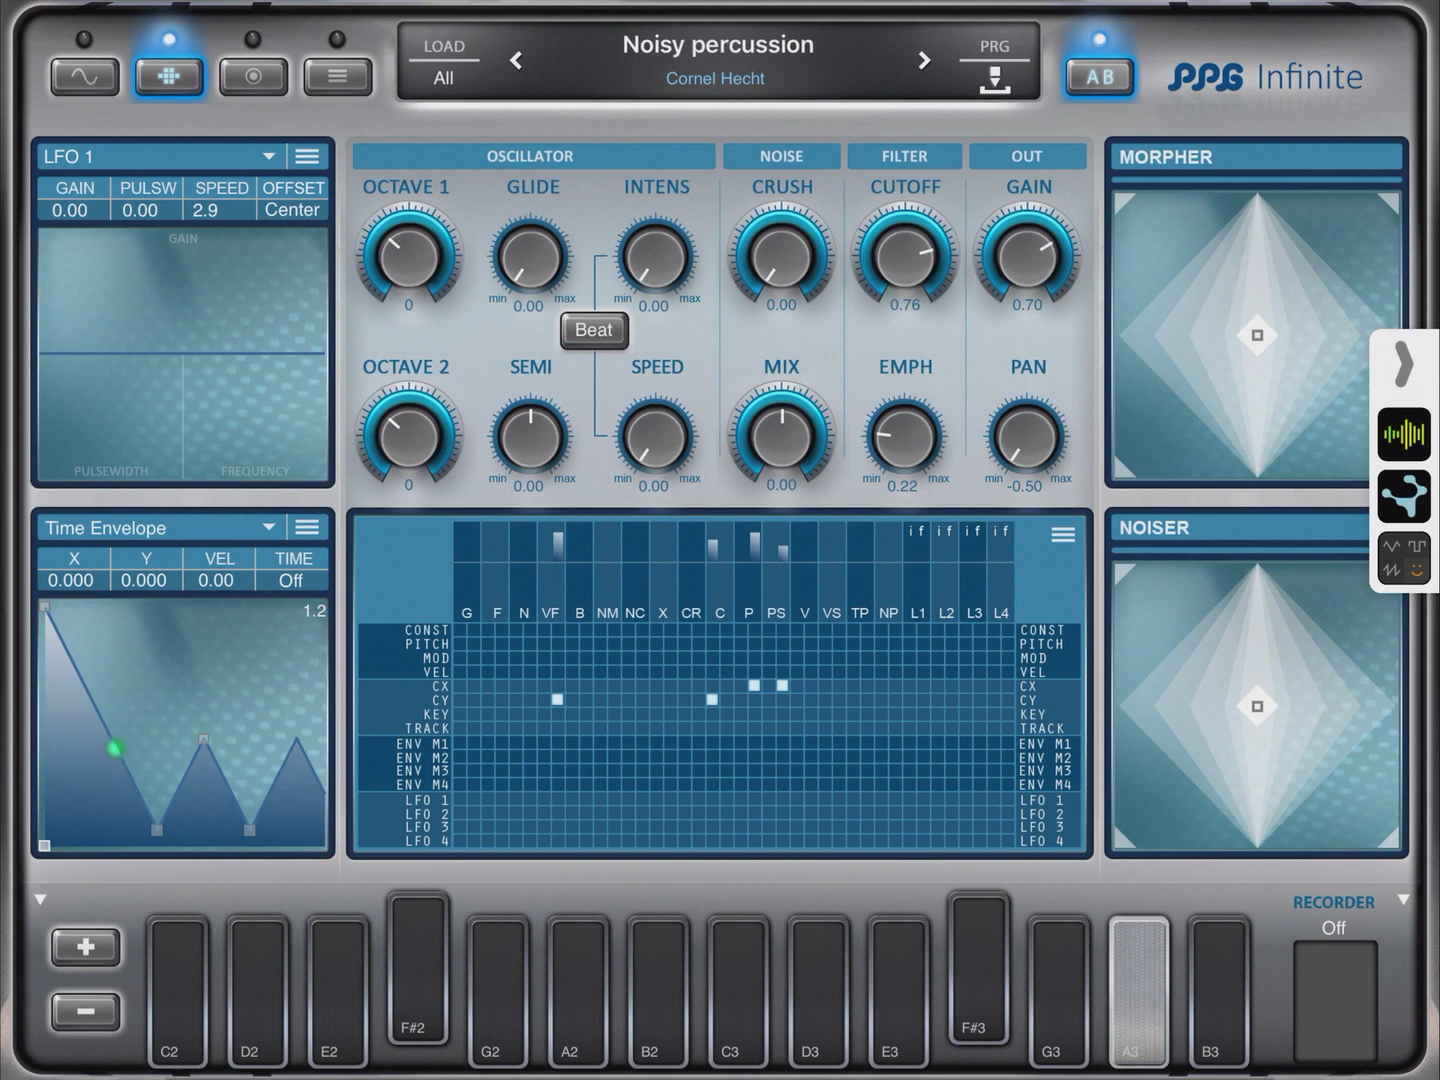 LOAD
All
Noisy percussion
Cornel Hecht
PRG
A B
PPG Infinite
LFO 1
GAIN PULSW SPEED OFFSET
0.00 0.00 2.9 Center
GAIN
PULSEWIDTH FREQUENCY
OSCILLATOR NOISE FILTER OUT
OCTAVE 1 GLIDE INTENS CRUSH CUTOFF GAIN
min max min max
0 0.00 0.00 0.00 0.76 0.70
Beat
OCTAVE 2 SEMI SPEED MIX EMPH PAN
min max min max min max min max
0 0.00 0.00 0.00 0.22 -0.50
MORPHER
Time Envelope
X Y VEL TIME
0.000 0.000 0.00 Off
1.2
i f i f i f i f
G F N VF B NM NC X CR C P PS V VS TP NP L1 L2 L3 L4
CONST CONST
PITCH PITCH
MOD MOD
VEL VEL
CX CX
CY CY
KEY KEY
TRACK TRACK
ENV M1 ENV M1
ENV M2 ENV M2
ENV M3 ENV M3
ENV M4 ENV M4
LFO 1 LFO 1
LFO 2 LFO 2
LFO 3 LFO 3
LFO 4 LFO 4
NOISER
RECORDER
Off
+
-
C2 D2 E2 F#2 G2 A2 B2 C3 D3 E3 F#3 G3 A3 B3